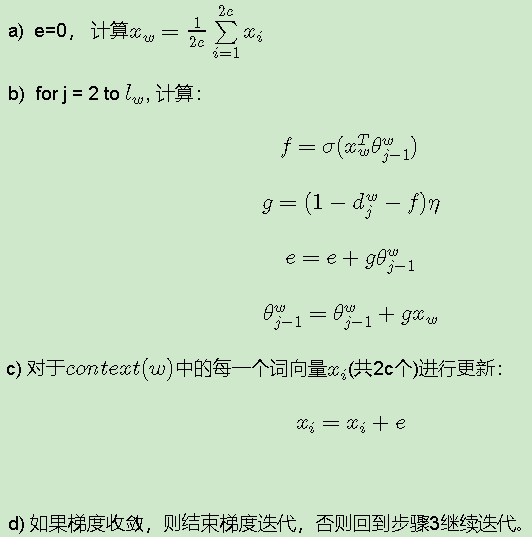 a) e=0， 计算$x_w = \frac{1}{2c}\sum_{i=1}^{2c} x_i$
b) for j = 2 to $l_w$, 计算：
$f = \sigma(x_w^T\theta_{j-1}^w)$
$g = (1 - d_j^w - f)\eta$
$e = e + g\theta_{j-1}^w$
$\theta_{j-1}^w = \theta_{j-1}^w + gx_w$
c) 对于$context(w)$中的每一个词向量$x_i$(共2c个)进行更新：
$x_i = x_i + e$
d) 如果梯度收敛，则结束梯度迭代，否则回到步骤3继续迭代。